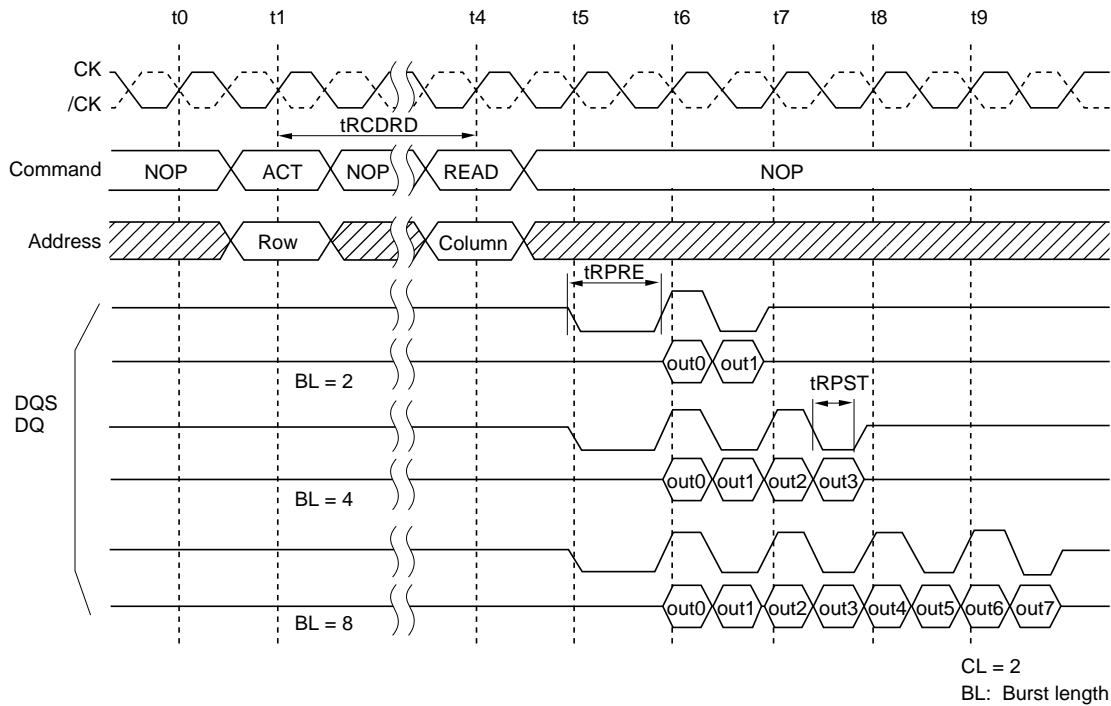 t0 t1 t4 t5 t6 t7 t8 t9
CK
/CK
tRCDRD
Command NOP ACT NOP READ NOP
Address Row Column
tRPRE
out0 out1
BL = 2
tRPST
DQS
DQ
out0 out1 out2 out3
BL = 4
out0 out1 out2 out3 out4 out5 out6 out7
BL = 8
CL = 2
BL: Burst length